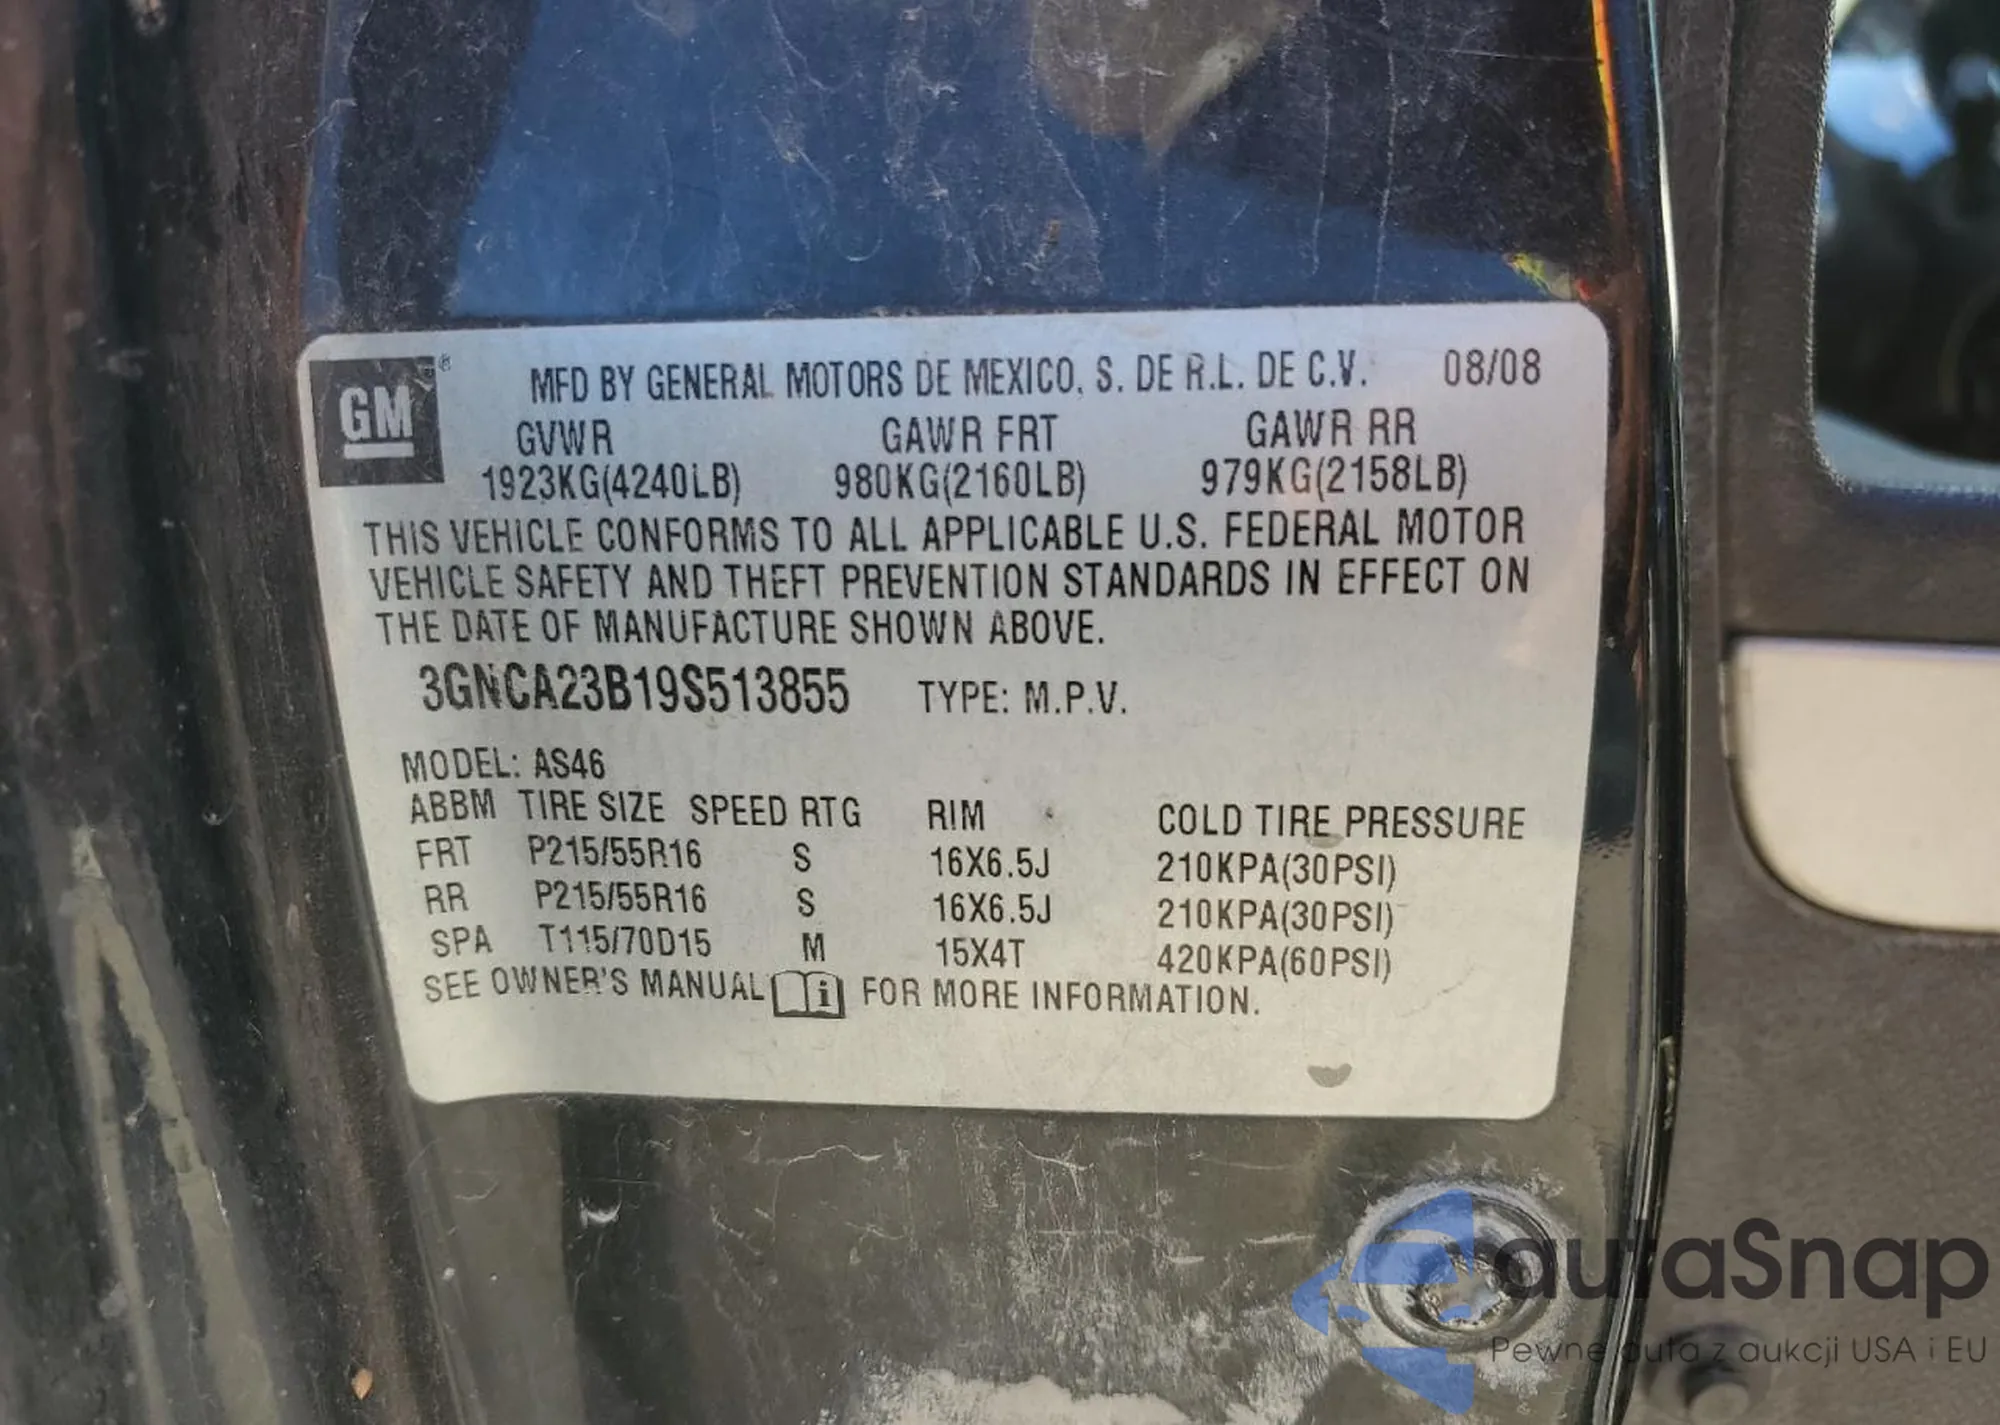 GM ®
MFD BY GENERAL MOTORS DE MEXICO, S. DE R.L. DE C.V. 08/08
GVWR GAWR FRT GAWR RR
1923KG(4240LB) 980KG(2160LB) 979KG(2158LB)
THIS VEHICLE CONFORMS TO ALL APPLICABLE U.S. FEDERAL MOTOR
VEHICLE SAFETY AND THEFT PREVENTION STANDARDS IN EFFECT ON
THE DATE OF MANUFACTURE SHOWN ABOVE.
3GNCA23B19S513855 TYPE: M.P.V.
MODEL: AS46
ABBM TIRE SIZE SPEED RTG RIM COLD TIRE PRESSURE
FRT P215/55R16 S 16X6.5J 210KPA(30PSI)
RR P215/55R16 S 16X6.5J 210KPA(30PSI)
SPA T115/70D15 M 15X4T 420KPA(60PSI)
SEE OWNER'S MANUAL i FOR MORE INFORMATION.
autaSnap
Pewne auta z aukcji USA i EU